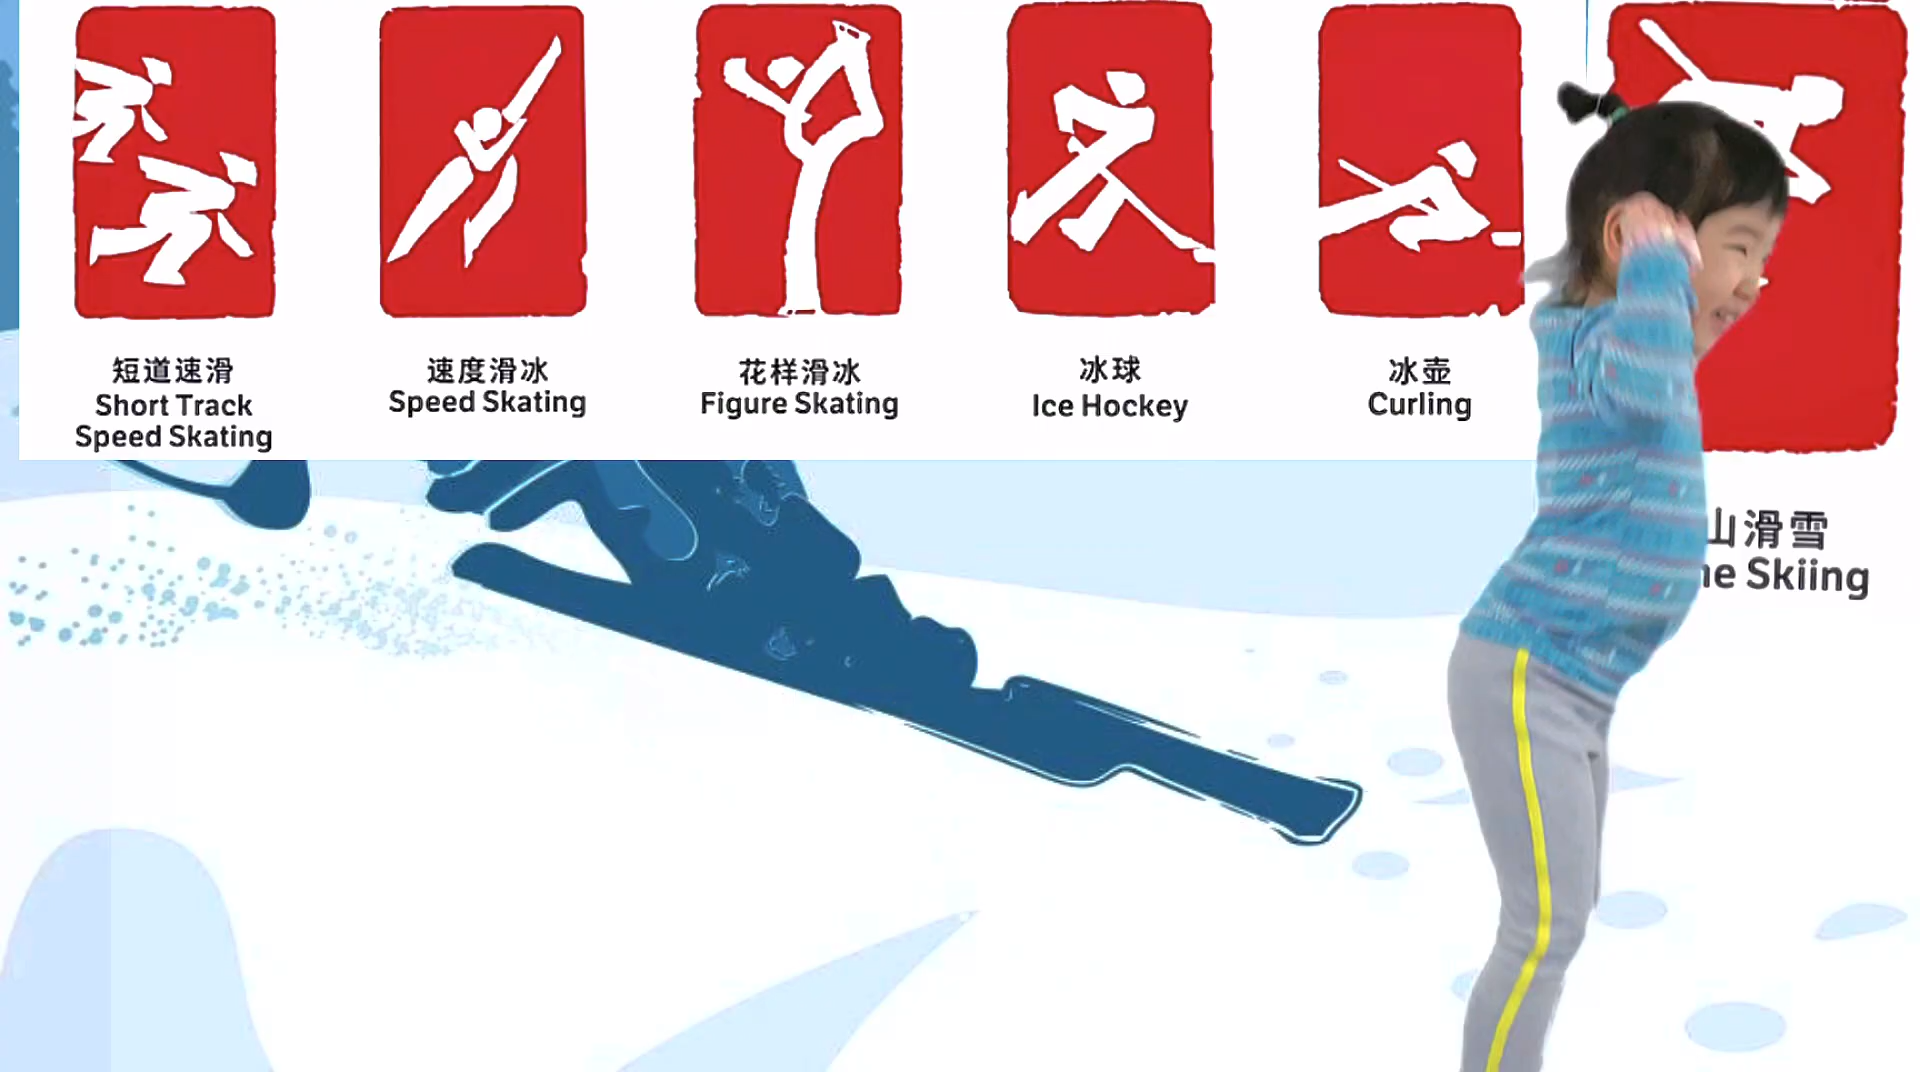 短道速滑
Short Track
Speed Skating
速度滑冰
Speed Skating
花样滑冰
Figure Skating
冰球
Ice Hockey
冰壶
Curling
山滑雪
ne Skiing